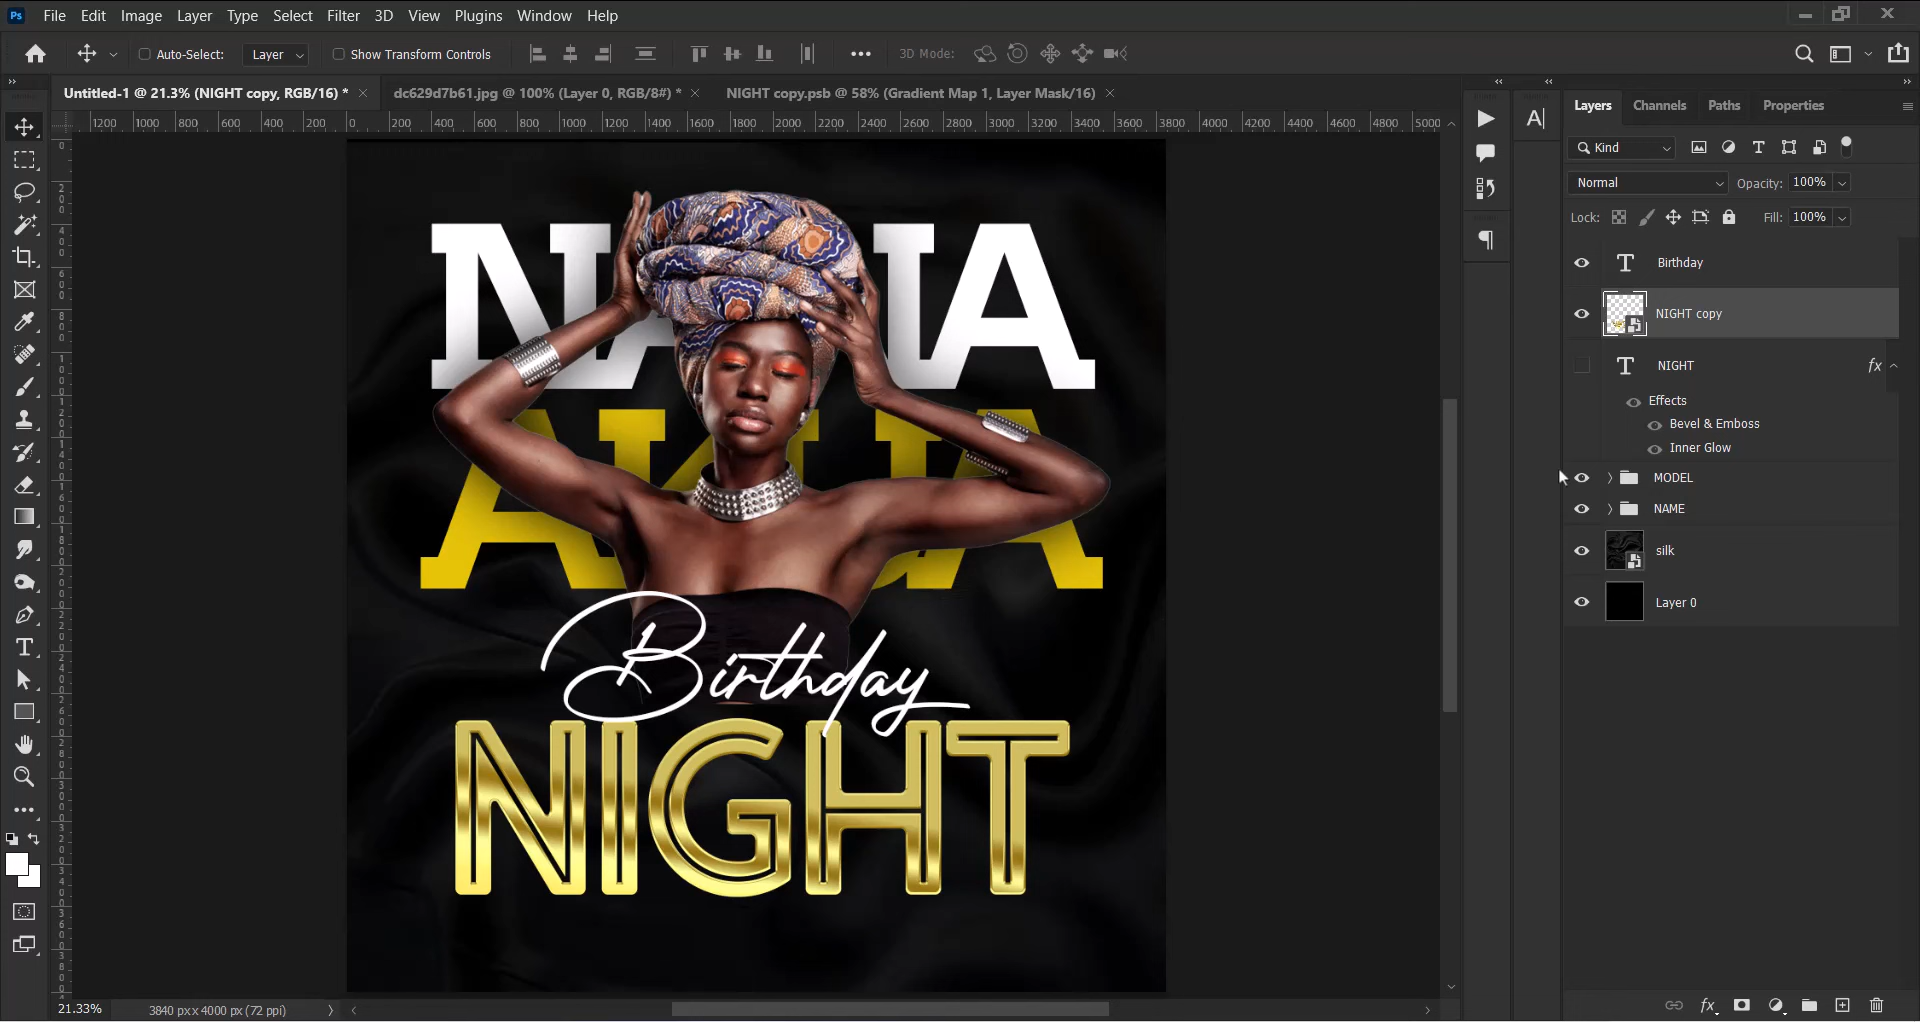 Ps File Edit Image Layer Type Select Filter 3D View Plugins Window Help
Auto-Select: Layer Show Transform Controls ••• 3D Mode:
Untitled-1 @ 21.3% (NIGHT copy, RGB/16) * × dc629d7b61.jpg @ 100% (Layer 0, RGB/8#) * × NIGHT copy.psb @ 58% (Gradient Map 1, Layer Mask/16) ×
1200 1000 800 600 400 200 0 200 400 600 800 1000 1200 1400 1600 1800 2000 2200 2400 2600 2800 3000 3200 3400 3600 3800 4000 4200 4400 4600 4800 5000
Birthday
NIGHT
Layers Channels Paths Properties
Kind
Normal Opacity: 100%
Lock: Fill: 100%
Birthday
NIGHT copy
NIGHT fx
Effects
Bevel & Emboss
Inner Glow
MODEL
NAME
silk
Layer 0
21.33% 3840 px x 4000 px (72 ppi)
fx